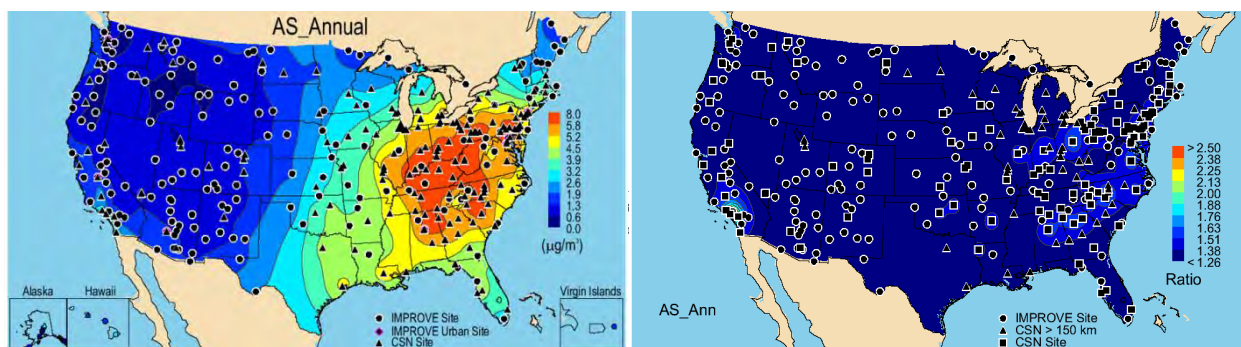 AS_Annual
8.0
5.8
5.2
4.5
3.9
3.2
2.6
1.9
1.3
0.6
0.0
(μg/m³)
Alaska
Hawaii
Virgin Islands
IMPROVE Site
IMPROVE Urban Site
CSN Site
> 2.50
2.38
2.25
2.13
2.00
1.88
1.76
1.63
1.51
1.38
< 1.26
Ratio
AS_Ann
IMPROVE Site
CSN > 150 km
CSN Site